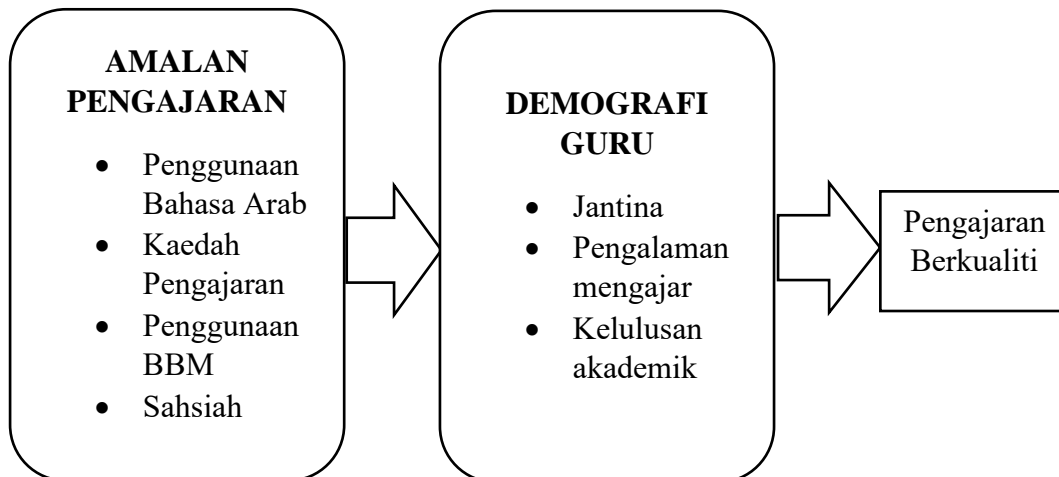 AMALAN
PENGAJARAN
• Penggunaan
Bahasa Arab
• Kaedah
Pengajaran
• Penggunaan
BBM
• Sahsiah
DEMOGRAFI
GURU
• Jantina
• Pengalaman
mengajar
• Kelulusan
akademik
Pengajaran
Berkualiti